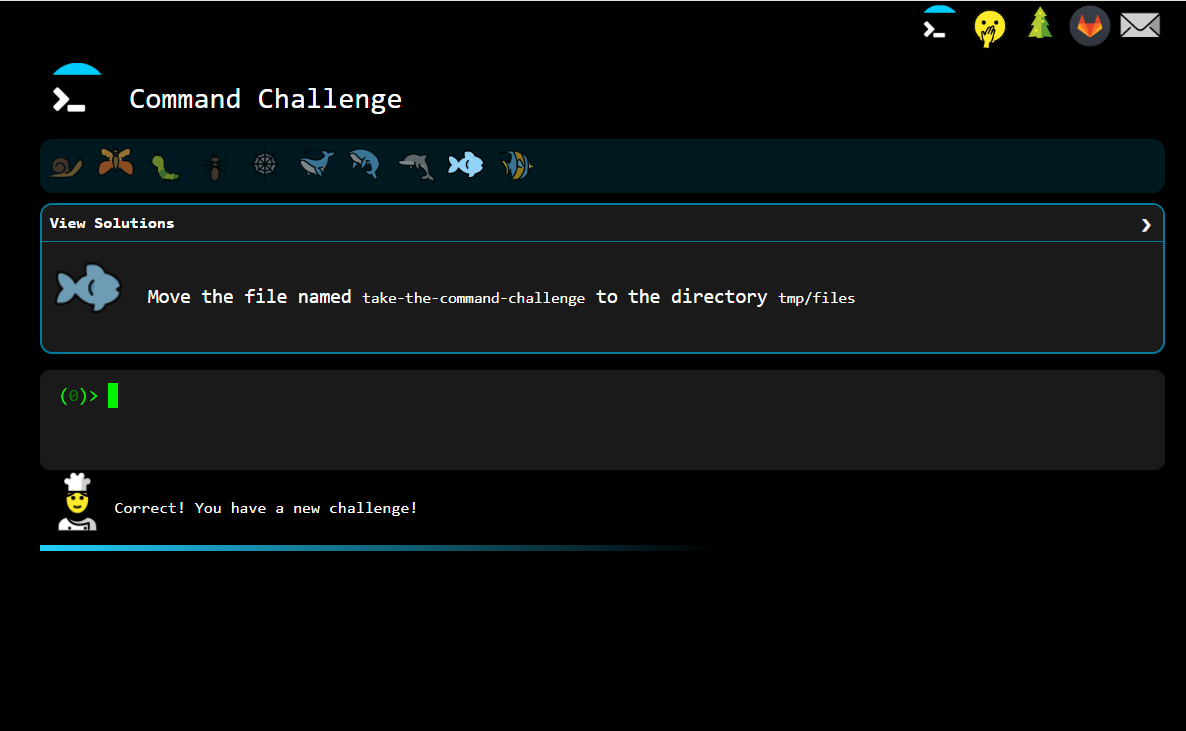 Command Challenge
View Solutions
Move the file named take-the-command-challenge to the directory tmp/files
(0)>
Correct! You have a new challenge!